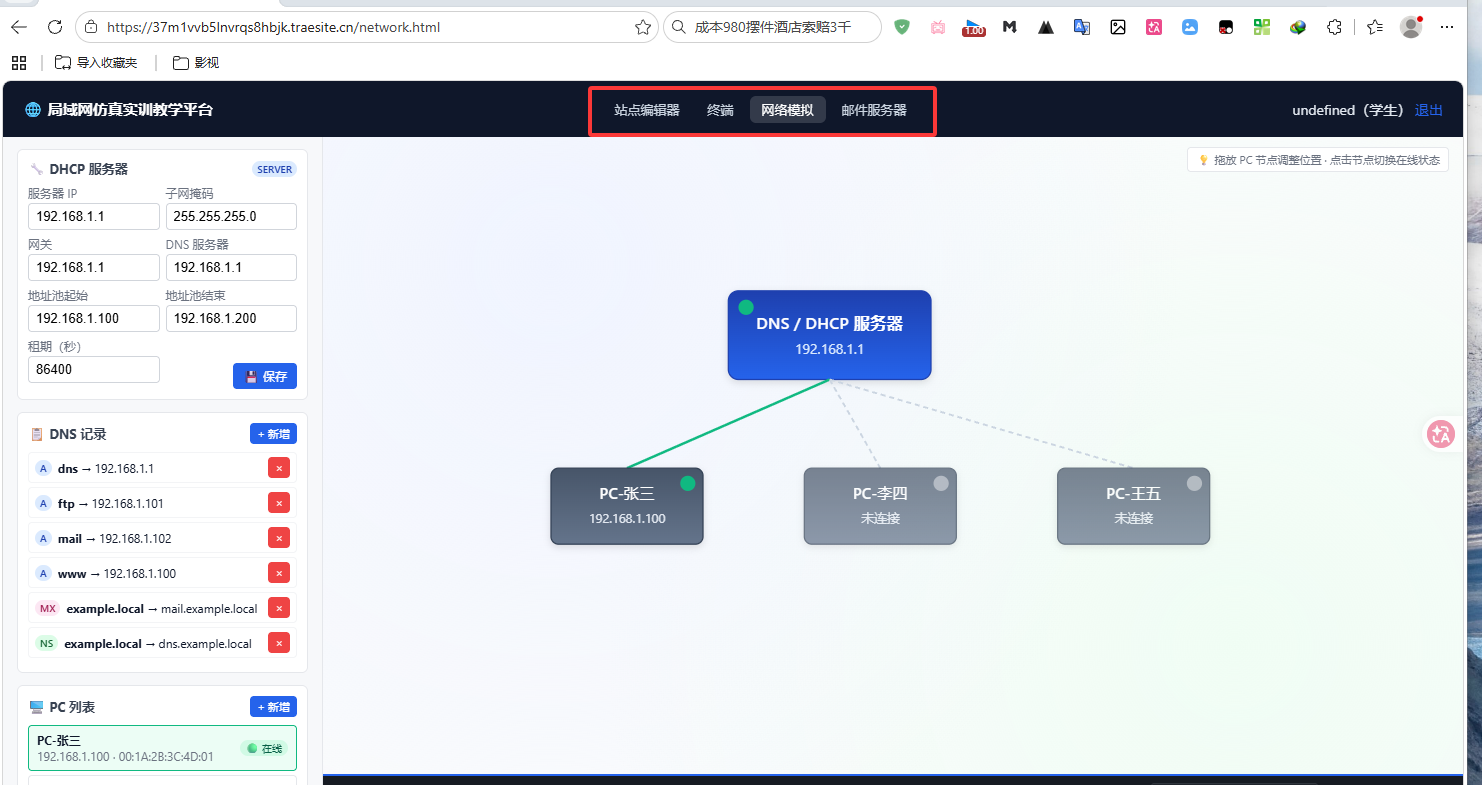 https://37m1vvb5lnvrqs8hbjk.traesite.cn/network.html
成本980摆件酒店索赔3千
1.00
导入收藏夹
影视
局域网仿真实训教学平台
站点编辑器 终端 网络模拟 邮件服务器
undefined（学生） 退出
DHCP 服务器 SERVER
服务器 IP 子网掩码
192.168.1.1 255.255.255.0
网关 DNS 服务器
192.168.1.1 192.168.1.1
地址池起始 地址池结束
192.168.1.100 192.168.1.200
租期（秒）
86400
保存
DNS 记录 + 新增
A dns → 192.168.1.1 ×
A ftp → 192.168.1.101 ×
A mail → 192.168.1.102 ×
A www → 192.168.1.100 ×
MX example.local → mail.example.local ×
NS example.local → dns.example.local ×
PC 列表 + 新增
PC-张三
192.168.1.100 · 00:1A:2B:3C:4D:01
在线
拖放 PC 节点调整位置 · 点击节点切换在线状态
DNS / DHCP 服务器
192.168.1.1
PC-张三
192.168.1.100
PC-李四
未连接
PC-王五
未连接